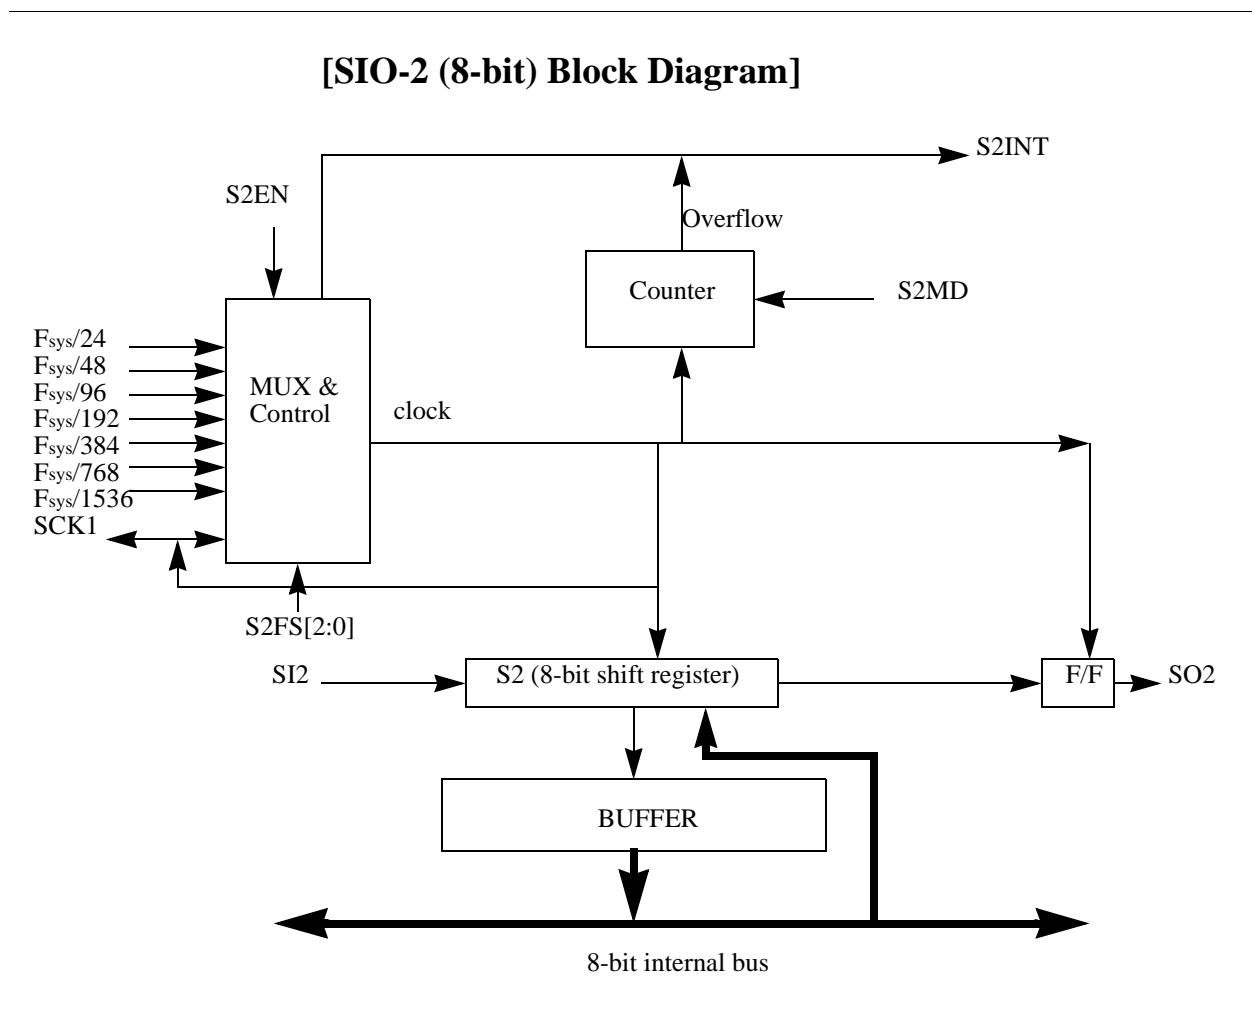 [SIO-2 (8-bit) Block Diagram]
S2INT
S2EN
Overflow
Counter
S2MD
Fsys/24
Fsys/48
Fsys/96
Fsys/192
Fsys/384
Fsys/768
Fsys/1536
SCK1
MUX &
Control
clock
S2FS[2:0]
SI2
S2 (8-bit shift register)
F/F
SO2
BUFFER
8-bit internal bus